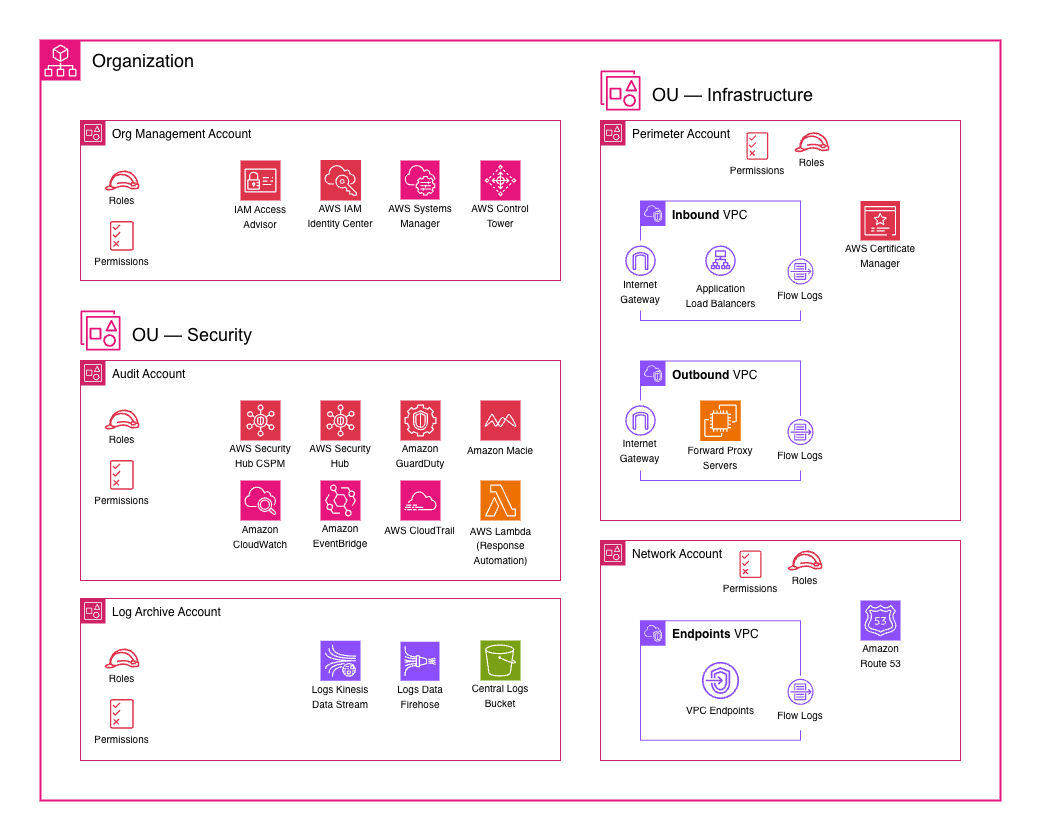 Organization
Org Management Account
Roles
Permissions
IAM Access
Advisor
AWS IAM
Identity Center
AWS Systems
Manager
AWS Control
Tower
OU — Security
Audit Account
Roles
Permissions
AWS Security
Hub CSPM
AWS Security
Hub
Amazon
GuardDuty
Amazon Macie
Amazon
CloudWatch
Amazon
EventBridge
AWS CloudTrail
AWS Lambda
(Response
Automation)
Log Archive Account
Roles
Permissions
Logs Kinesis
Data Stream
Logs Data
Firehose
Central Logs
Bucket
OU — Infrastructure
Perimeter Account
Permissions
Roles
Inbound VPC
Internet
Gateway
Application
Load Balancers
Flow Logs
AWS Certificate
Manager
Outbound VPC
Internet
Gateway
Forward Proxy
Servers
Flow Logs
Network Account
Permissions
Roles
Endpoints VPC
VPC Endpoints
Flow Logs
53
Amazon
Route 53